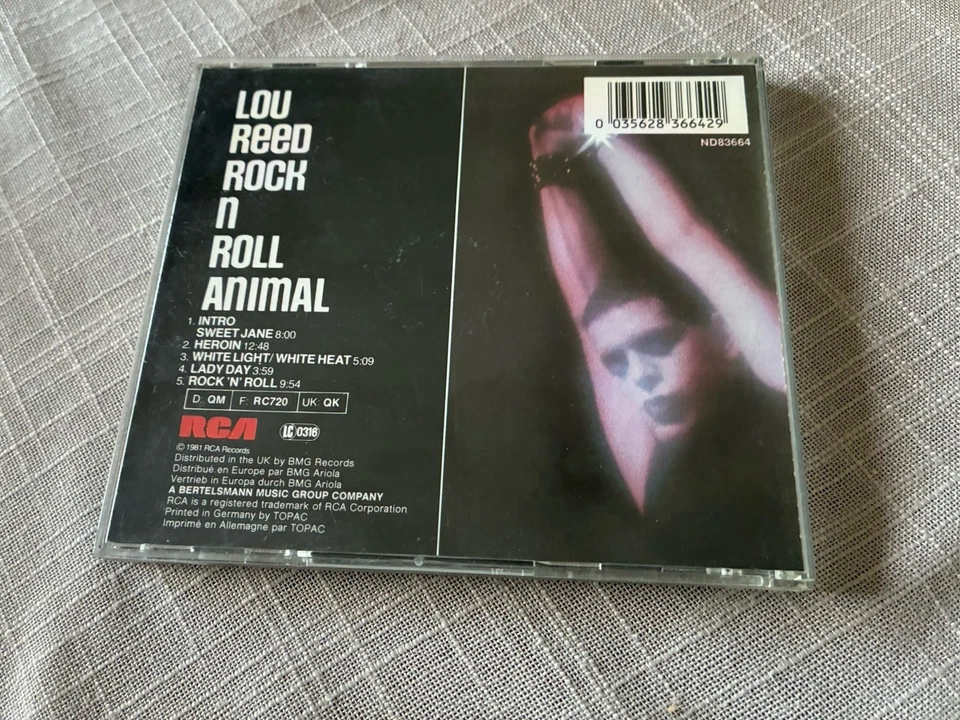 LOU
REED
ROCK
N
ROLL
ANIMAL
1. INTRO
SWEET JANE 8:00
2. HEROIN 12:48
3. WHITE LIGHT/ WHITE HEAT 5:09
4. LADY DAY 3:59
5. ROCK 'N' ROLL 9:54
D: QM F: RC720 UK: QK
RCA LC 0316
© 1981 RCA Records
Distributed in the UK by BMG Records
Distribué en Europe par BMG Ariola
Vertrieb in Europa durch BMG Ariola
A BERTELSMANN MUSIC GROUP COMPANY
RCA is a registered trademark of RCA Corporation
Printed in Germany by TOPAC
Imprimé en Allemagne par TOPAC
0 035628 366429
ND83664